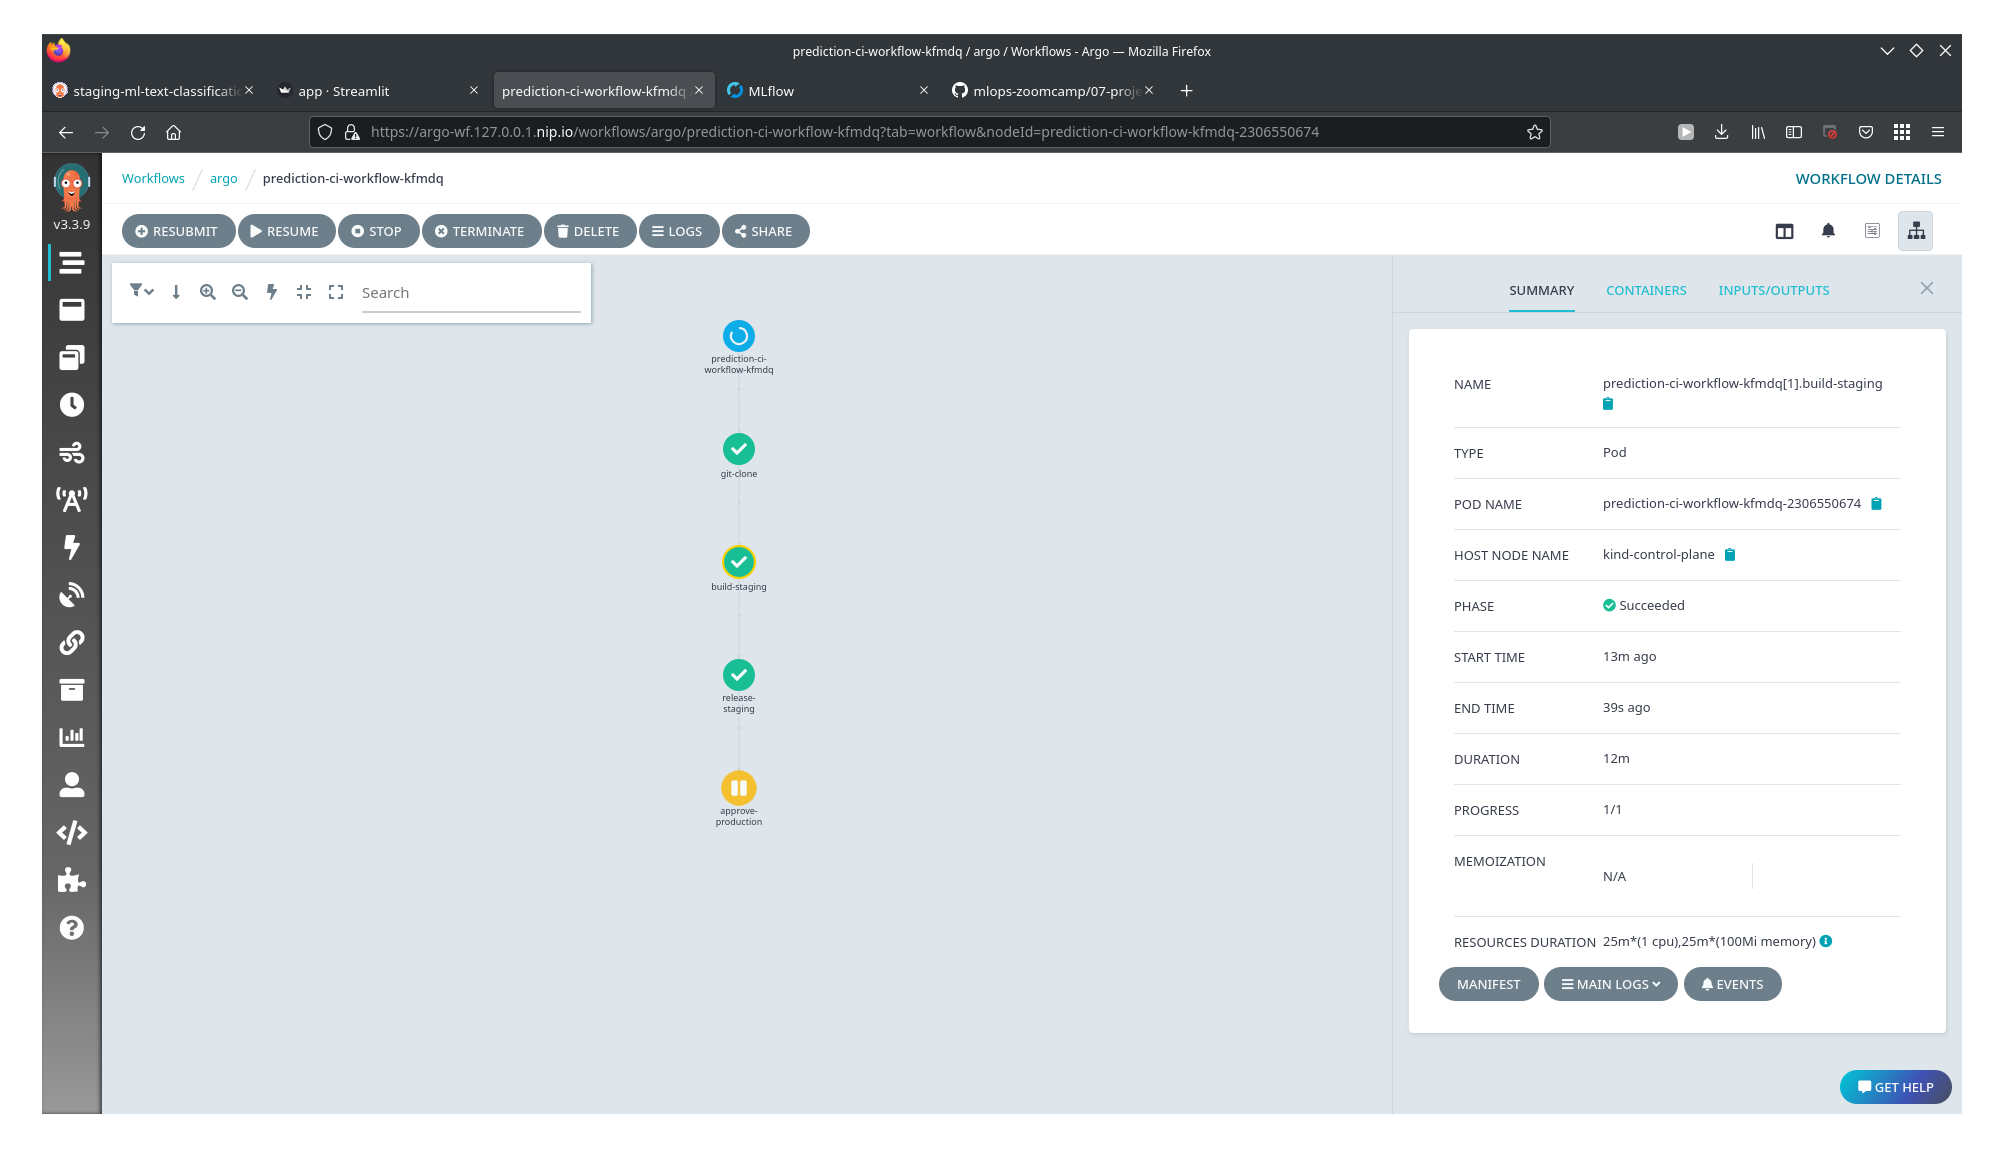 prediction-ci-workflow-kfmdq / argo / Workflows - Argo — Mozilla Firefox
staging-ml-text-classificatic
app · Streamlit
prediction-ci-workflow-kfmdq
MLflow
mlops-zoomcamp/07-proje
https://argo-wf.127.0.0.1.nip.io/workflows/argo/prediction-ci-workflow-kfmdq?tab=workflow&nodeId=prediction-ci-workflow-kfmdq-2306550674
v3.3.9
Workflows / argo / prediction-ci-workflow-kfmdq
WORKFLOW DETAILS
RESUBMIT
RESUME
STOP
TERMINATE
DELETE
LOGS
SHARE
Search
prediction-ci-
workflow-kfmdq
git-clone
build-staging
release-
staging
approve-
production
SUMMARY
CONTAINERS
INPUTS/OUTPUTS
NAME prediction-ci-workflow-kfmdq[1].build-staging
TYPE Pod
POD NAME prediction-ci-workflow-kfmdq-2306550674
HOST NODE NAME kind-control-plane
PHASE Succeeded
START TIME 13m ago
END TIME 39s ago
DURATION 12m
PROGRESS 1/1
MEMOIZATION
N/A
RESOURCES DURATION 25m*(1 cpu),25m*(100Mi memory)
MANIFEST
MAIN LOGS
EVENTS
GET HELP